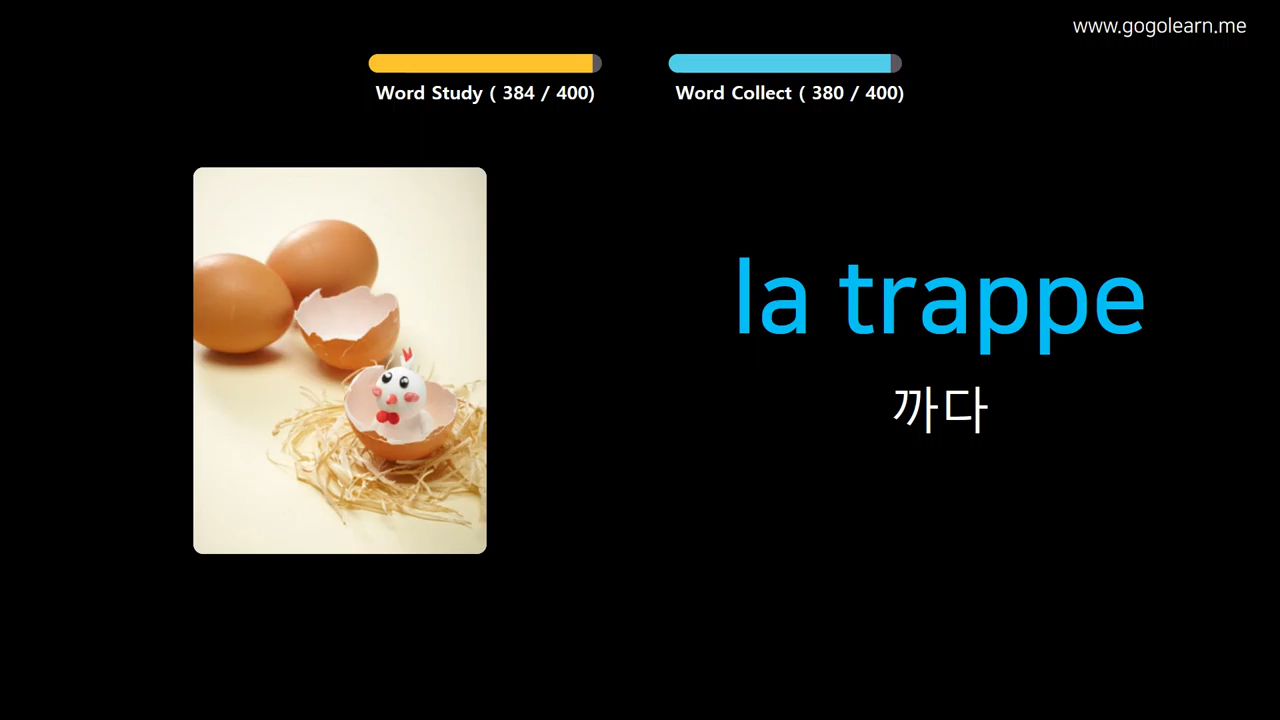 www.gogolearn.me
Word Study ( 384 / 400)
Word Collect ( 380 / 400)
la trappe
까다